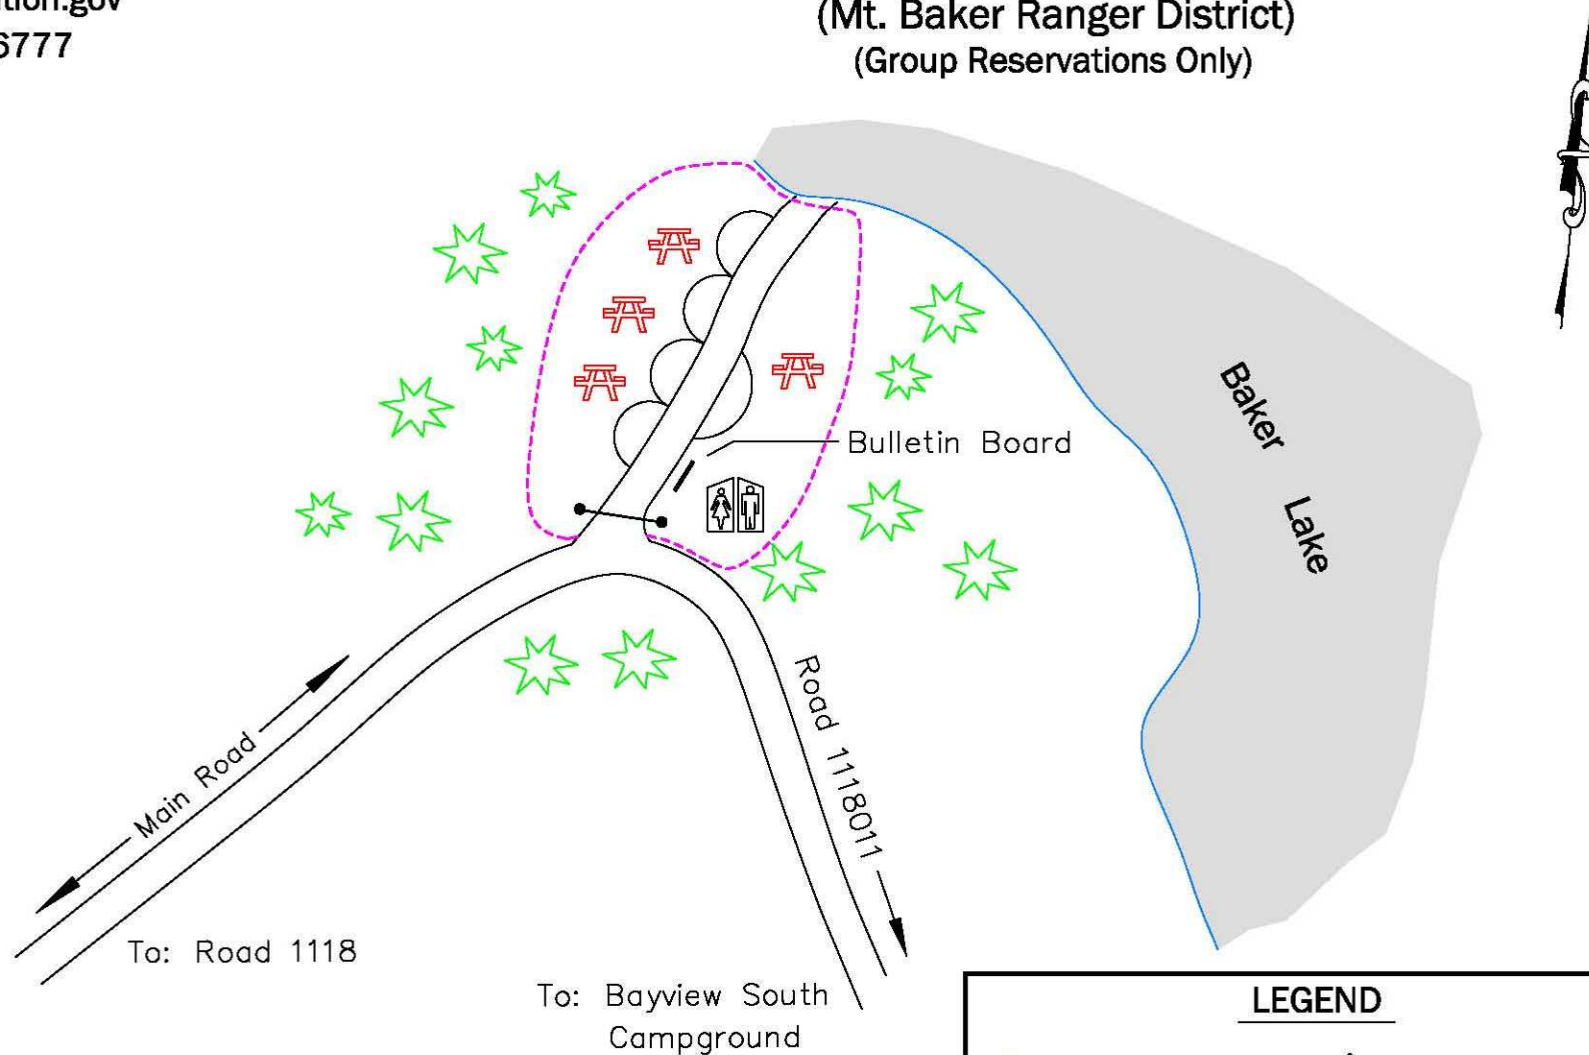 6777
(Mt. Baker Ranger District)
(Group Reservations Only)
Baker
Lake
Bulletin Board
Main Road
Road 1118011
To: Road 1118
To: Bayview South
Campground
LEGEND